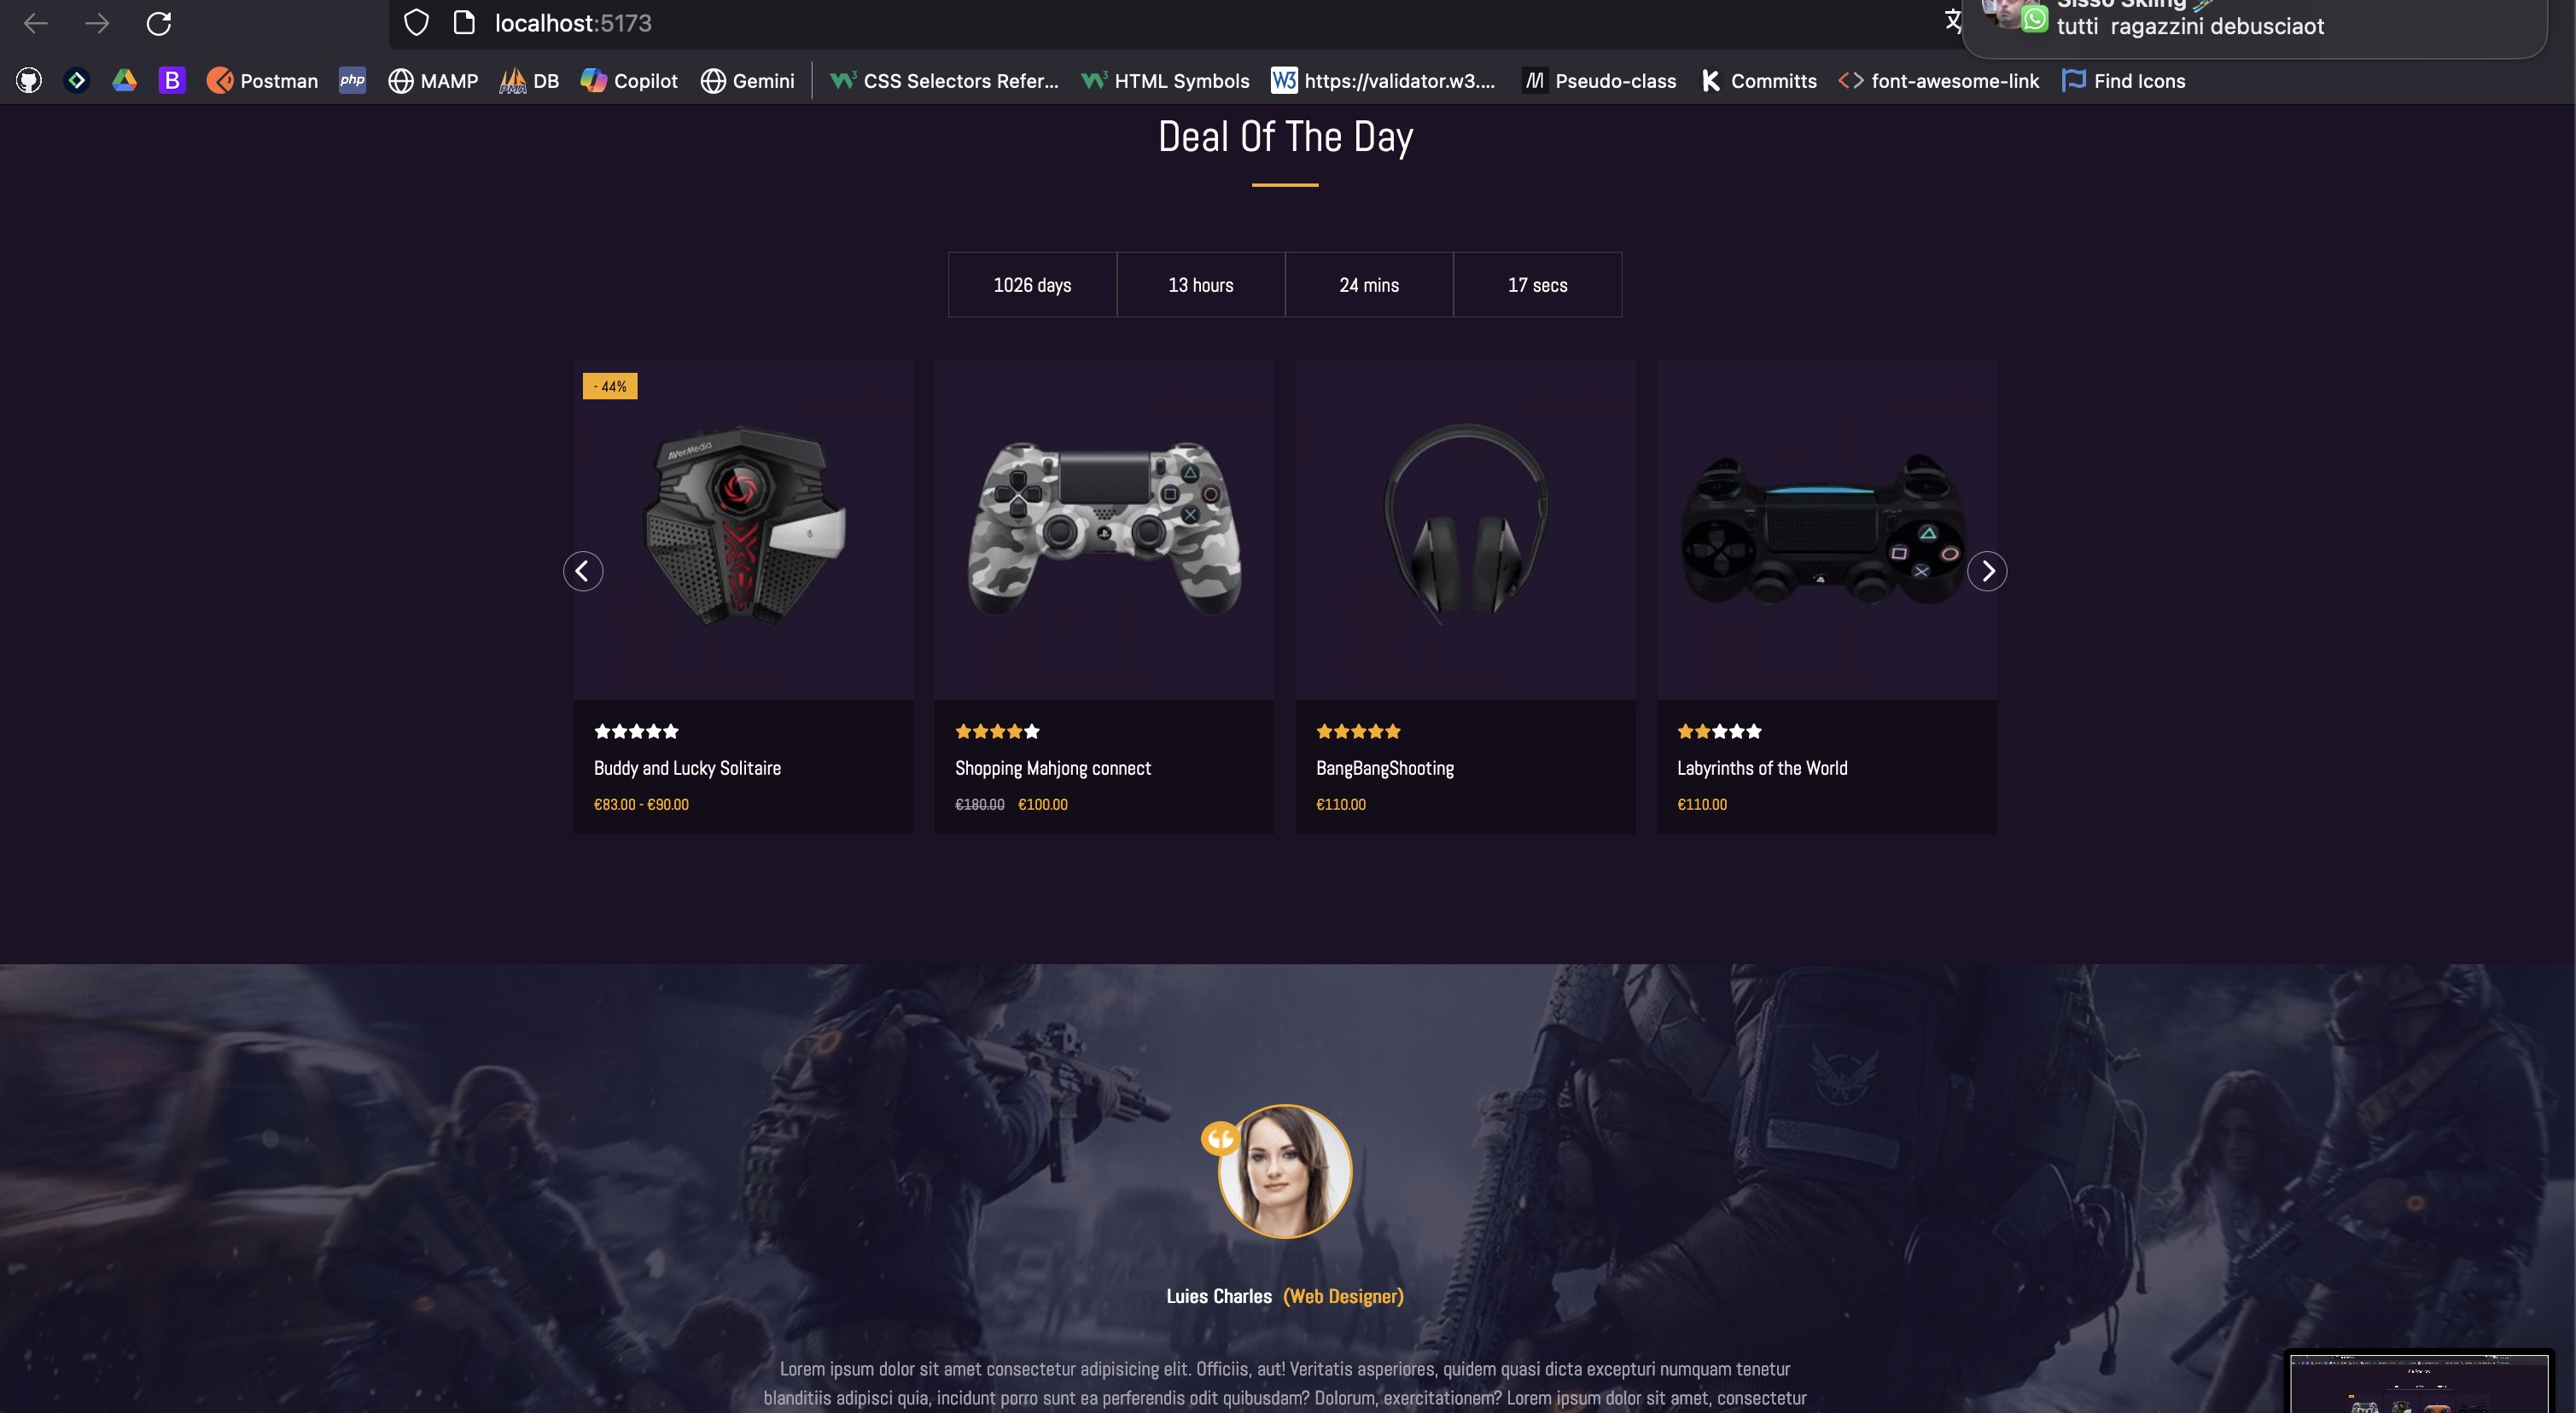 localhost:5173
Sisso Skiing
tutti ragazzini debusciaot
B
Postman
php
MAMP
PMA
DB
Copilot
Gemini
W3
CSS Selectors Refer...
W3
HTML Symbols
W3
https://validator.w3....
M
Pseudo-class
K
Committs
font-awesome-link
Find Icons
Deal Of The Day
1026 days
13 hours
24 mins
17 secs
- 44%
AVerMedia
Buddy and Lucky Solitaire
€83.00 - €90.00
Shopping Mahjong connect
€180.00 €100.00
BangBangShooting
€110.00
Labyrinths of the World
€110.00
Luies Charles (Web Designer)
Lorem ipsum dolor sit amet consectetur adipisicing elit. Officiis, aut! Veritatis asperiores, quidem quasi dicta excepturi numquam tenetur
blanditiis adipisci quia, incidunt porro sunt ea perferendis odit quibusdam? Dolorum, exercitationem? Lorem ipsum dolor sit amet, consectetur